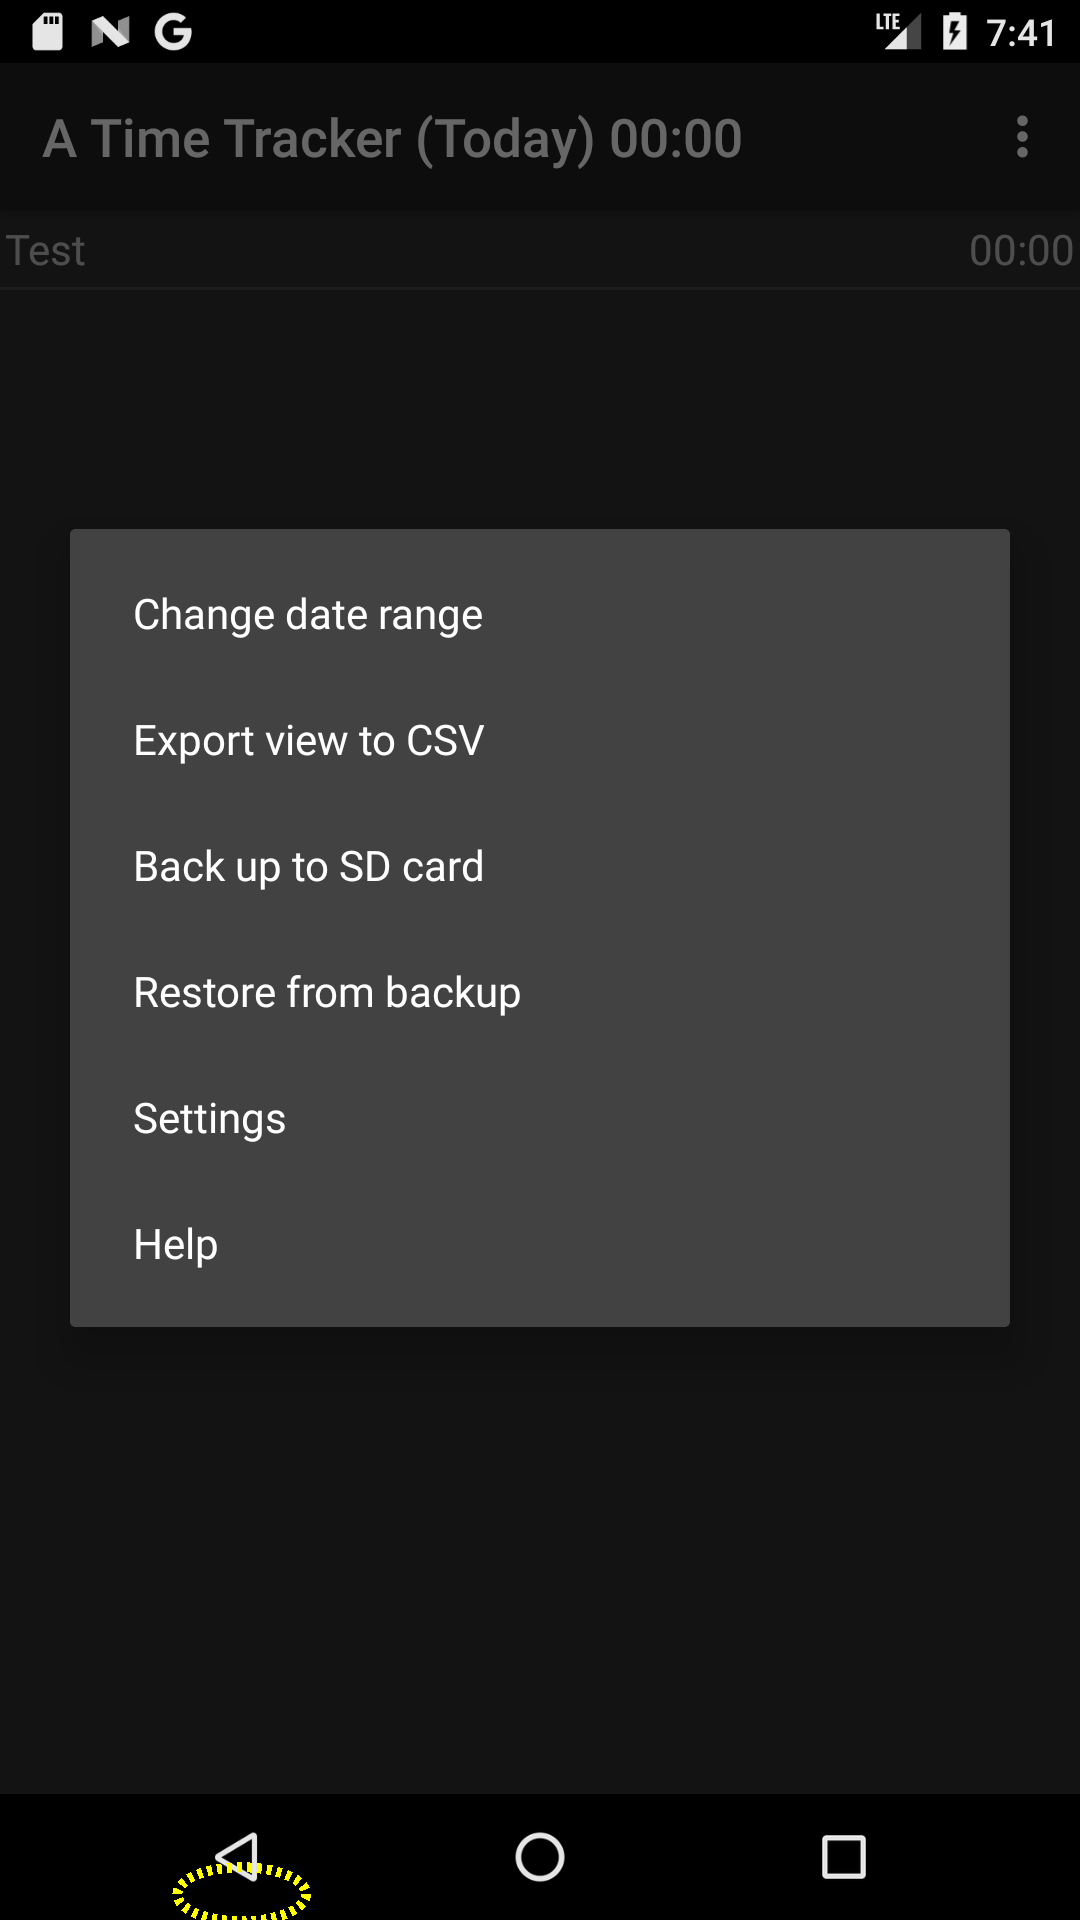 LTE 7:41
A Time Tracker (Today) 00:00
Test 00:00
Change date range
Export view to CSV
Back up to SD card
Restore from backup
Settings
Help